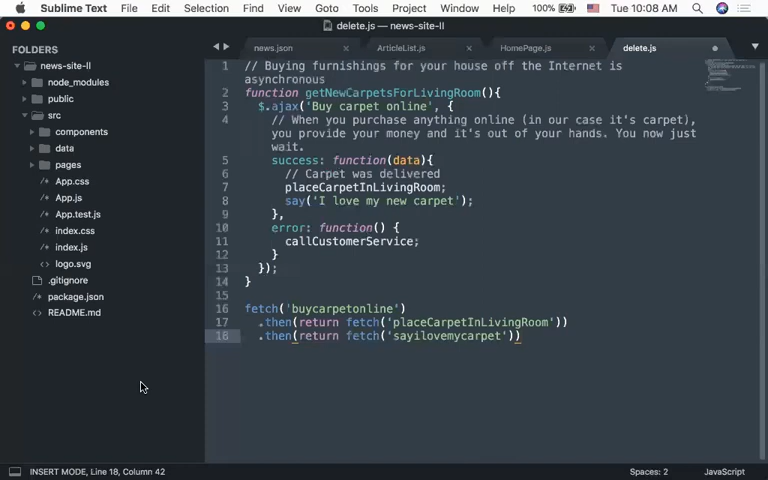 Sublime Text File Edit Selection Find View Goto Tools Project Window Help 100% Tue 10:08 AM
delete.js — news-site-II
FOLDERS
news-site-II
node_modules
public
src
components
data
pages
App.css
App.js
App.test.js
index.css
index.js
logo.svg
.gitignore
package.json
README.md
news.json ArticleList.js HomePage.js delete.js
1 // Buying furnishings for your house off the Internet is
asynchronous
2 function getNewCarpetsForLivingRoom(){
3 $.ajax('Buy carpet online', {
4 // When you purchase anything online (in our case it's carpet),
you provide your money and it's out of your hands. You now just
wait.
5 success: function(data){
6 // Carpet was delivered
7 placeCarpetInLivingRoom;
8 say('I love my new carpet');
9 },
10 error: function() {
11 callCustomerService;
12 }
13 });
14 }
15
16 fetch('buycarpetonline')
17 .then(return fetch('placeCarpetInLivingRoom'))
18 .then(return fetch('sayilovemycarpet'))
INSERT MODE, Line 18, Column 42 Spaces: 2 JavaScript